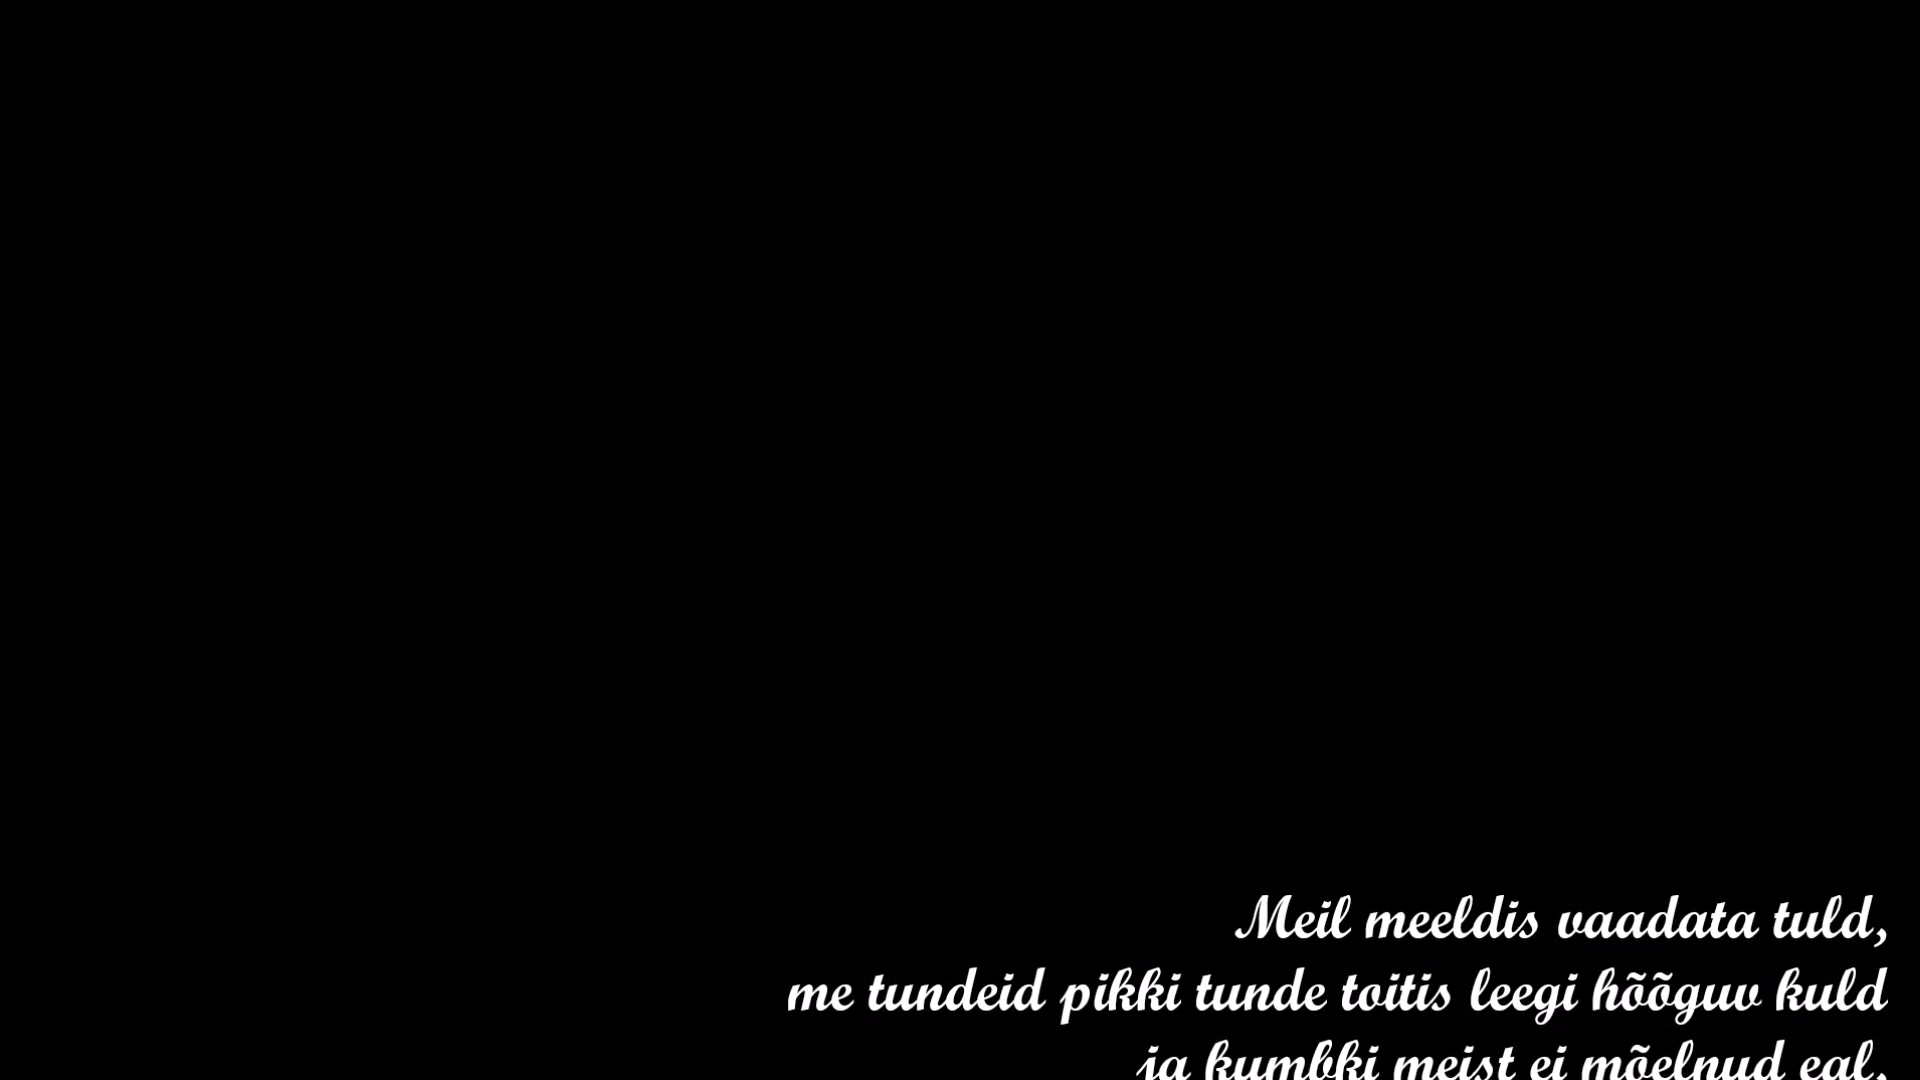 Meil meeldis vaadata tuld,
me tundeid pikki tunde toitis leegi hõõguv kuld
ja kumbki meist ei mõelnud eal,